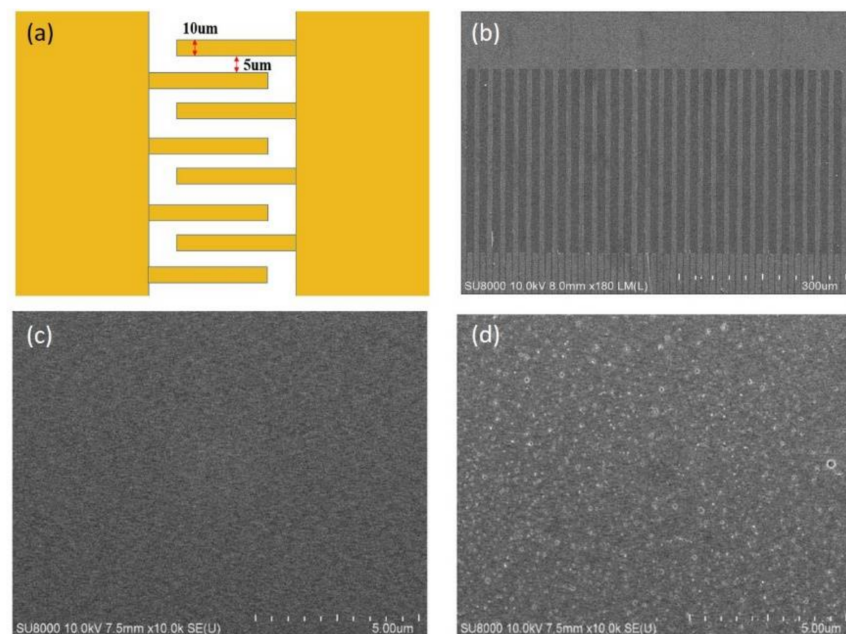 (a)
10um
5um
(b)
SU8000 10.0kV 8.0mm x180 LM(L)
300um
(c)
SU8000 10.0kV 7.5mm x10.0k SE(U)
5.00um
(d)
SU8000 10.0kV 7.5mm x10.0k SE(U)
5.00um